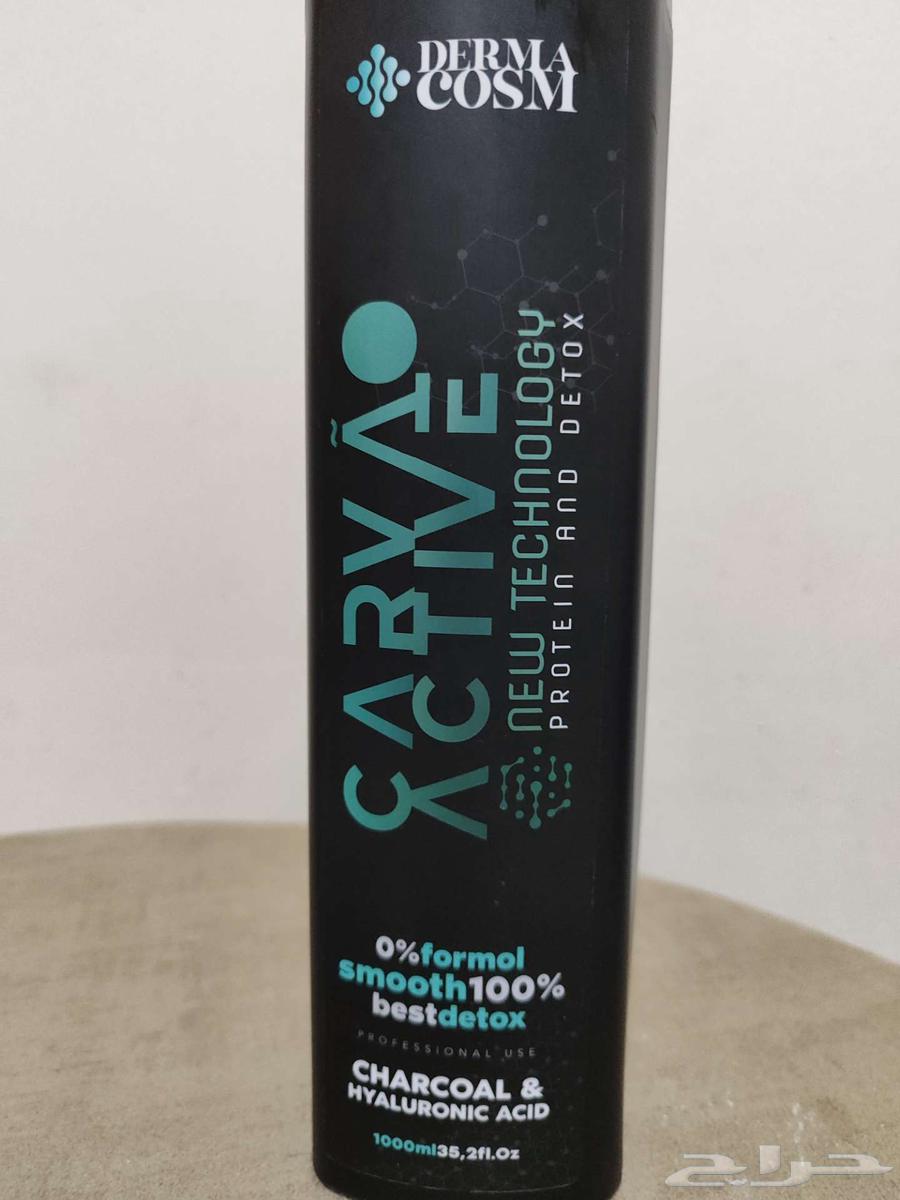 DERMA
COSM
CARVÃO
ACTIVE
NEW TECHNOLOGY
PROTEIN AND DETOX
0%formol
smooth100%
bestdetox
PROFESSIONAL USE
CHARCOAL &
HYALURONIC ACID
1000ml35,2fl.Oz
حراج